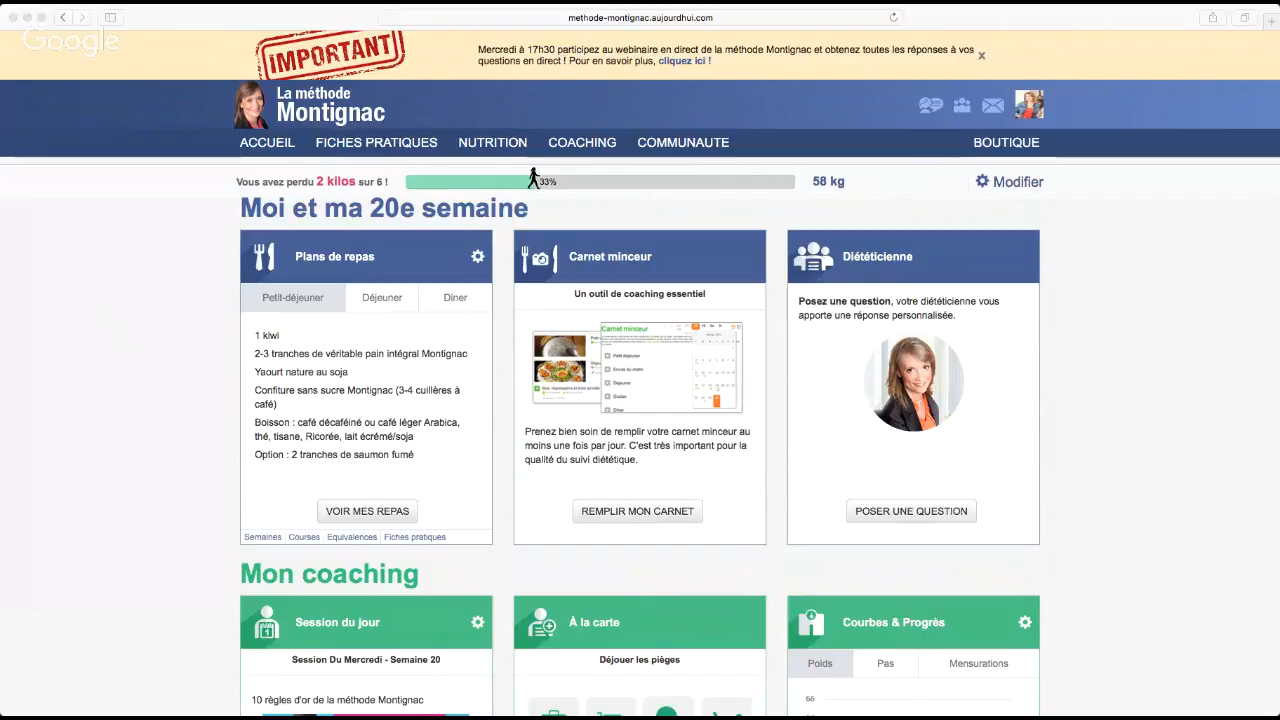 methode-montignac.aujourdhui.com
Google
IMPORTANT
Mercredi à 17h30 participez au webinaire en direct de la méthode Montignac et obtenez toutes les réponses à vos
questions en direct ! Pour en savoir plus, cliquez ici !
x
La méthode
Montignac
ACCUEIL FICHES PRATIQUES NUTRITION COACHING COMMUNAUTE BOUTIQUE
Vous avez perdu 2 kilos sur 6 ! 33% 58 kg Modifier
Moi et ma 20e semaine
Plans de repas
Petit-déjeuner Déjeuner Dîner
1 kiwi
2-3 tranches de véritable pain intégral Montignac
Yaourt nature au soja
Confiture sans sucre Montignac (3-4 cuillères à
café)
Boisson : café décaféiné ou café léger Arabica,
thé, tisane, Ricorée, lait écrémé/soja
Option : 2 tranches de saumon fumé
VOIR MES REPAS
Semaines Courses Equivalences Fiches pratiques
Carnet minceur
Un outil de coaching essentiel
Carnet minceur
Petit déjeuner
Encas du matin
Déjeuner
Goûter
Dîner
Prenez bien soin de remplir votre carnet minceur au
moins une fois par jour. C'est très important pour la
qualité du suivi diététique.
REMPLIR MON CARNET
Diététicienne
Posez une question, votre diététicienne vous
apporte une réponse personnalisée.
POSER UNE QUESTION
Mon coaching
Session du jour
Session Du Mercredi - Semaine 20
10 règles d'or de la méthode Montignac
À la carte
Déjouer les pièges
Courbes & Progrès
Poids Pas Mensurations
66